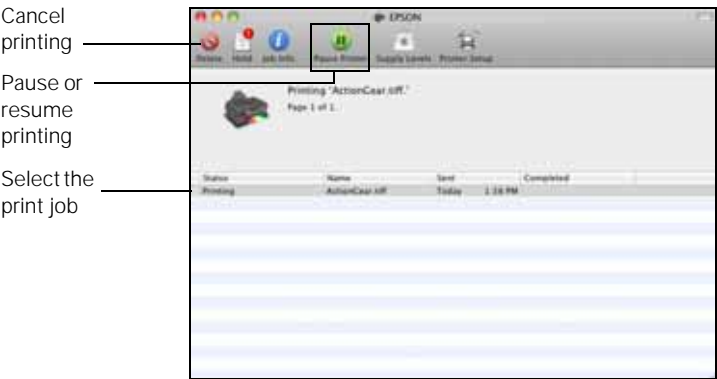 Cancel
printing
Pause or
resume
printing
Select the
print job
EPSON
Delete Hold Job Info Pause Printer Supply Levels Printer Setup
Printing "ActionGear.tiff."
Page 1 of 1.
Status Name Sent Completed
Printing ActionGear.tiff Today 1:16 PM